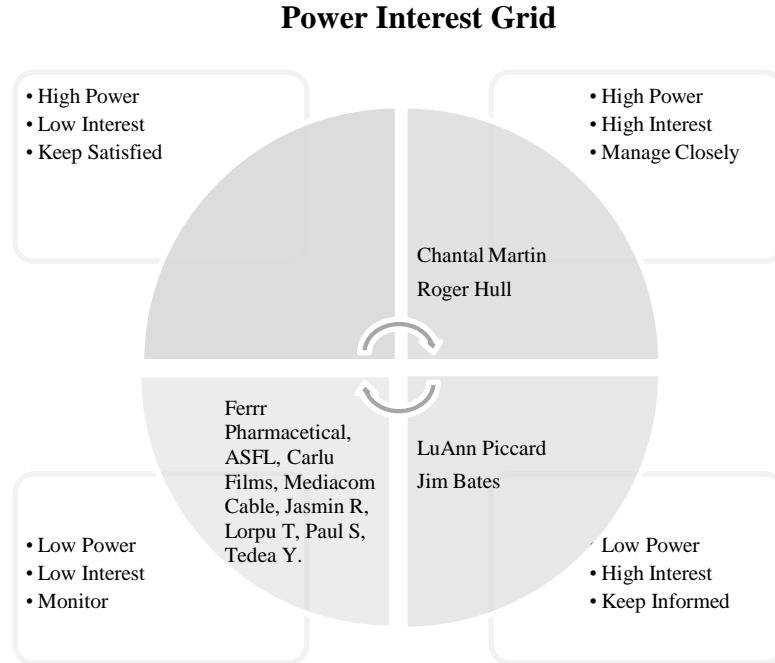 Power Interest Grid
• High Power
• Low Interest
• Keep Satisfied
• High Power
• High Interest
• Manage Closely
Chantal Martin
Roger Hull
Ferrr
Pharmacetical,
ASFL, Carlu
Films, Mediacom
Cable, Jasmin R,
Lorpu T, Paul S,
Tedea Y.
LuAnn Piccard
Jim Bates
• Low Power
• Low Interest
• Monitor
• Low Power
• High Interest
• Keep Informed